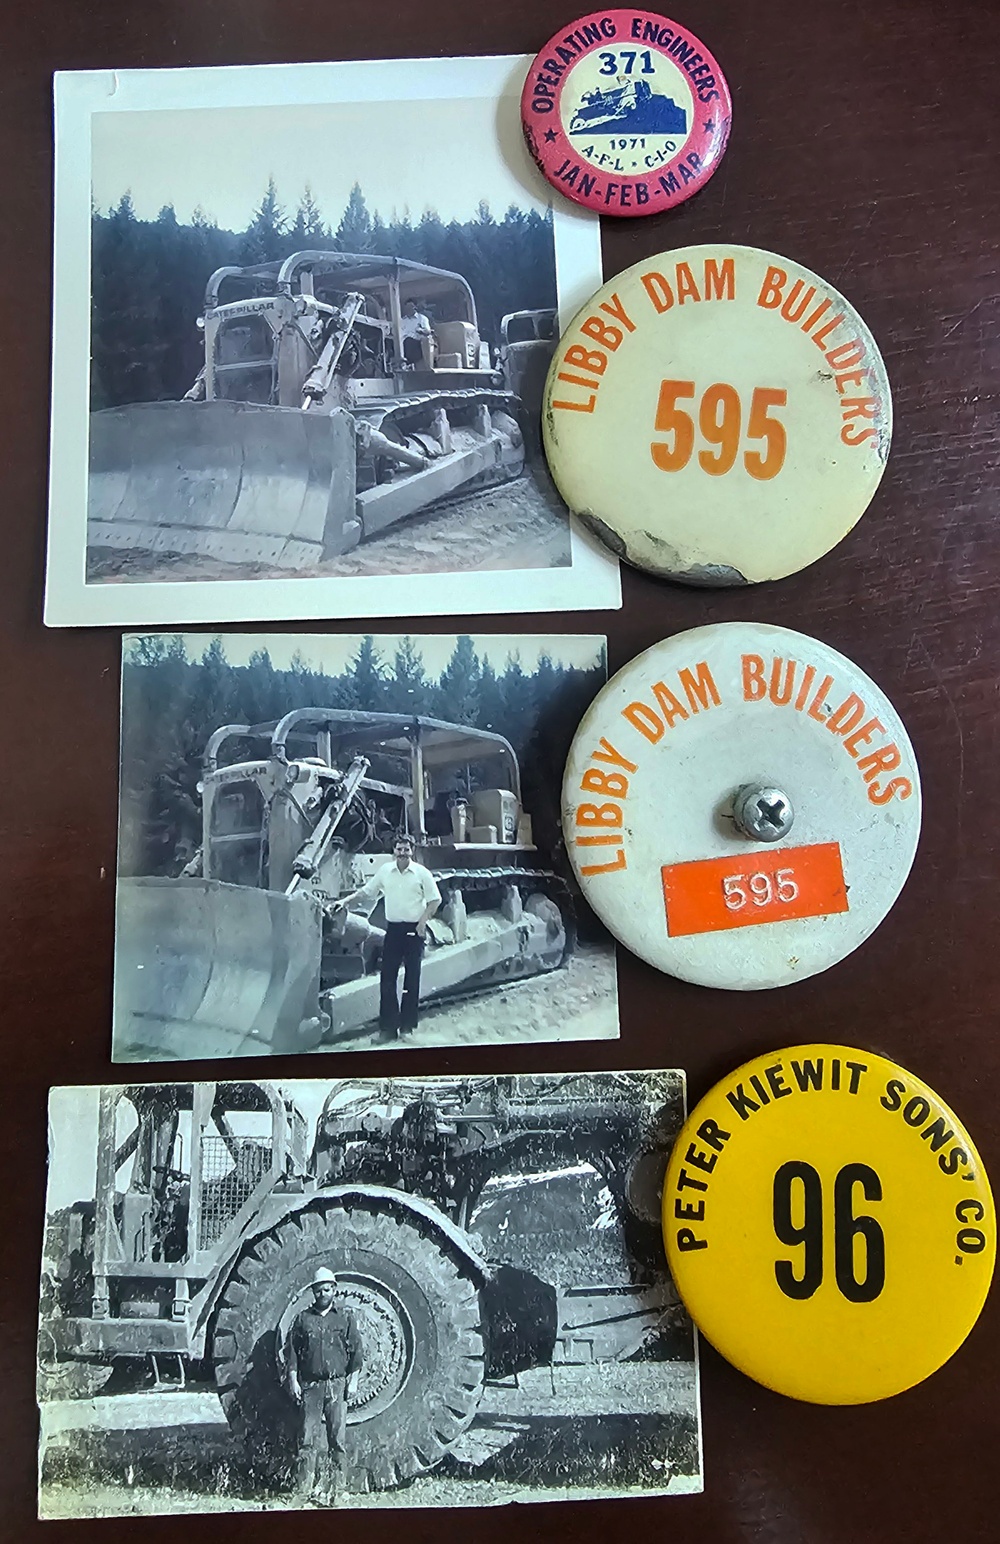 OPERATING ENGINEERS
371
1971
A-F-L • C-I-O
★ JAN-FEB-MAR ★
CATERPILLAR
LIBBY DAM BUILDERS'
595
CATERPILLAR
LIBBY DAM BUILDERS
595
PETER KIEWIT SONS' CO.
96